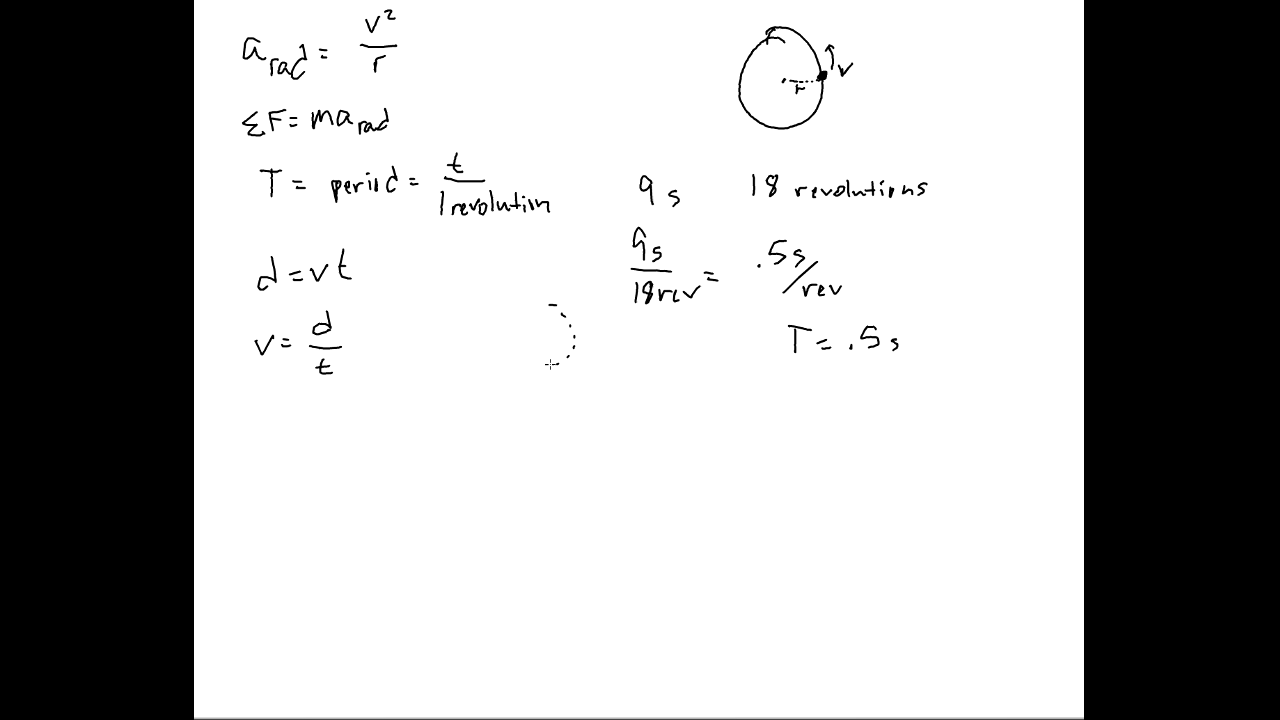 a_rad = v²/r
r v
ΣF = ma_rad
T = period = t/1 revolution
9 s 18 revolutions
9s/18rev = .5s/rev
d = vt
v = d/t
T = .5 s